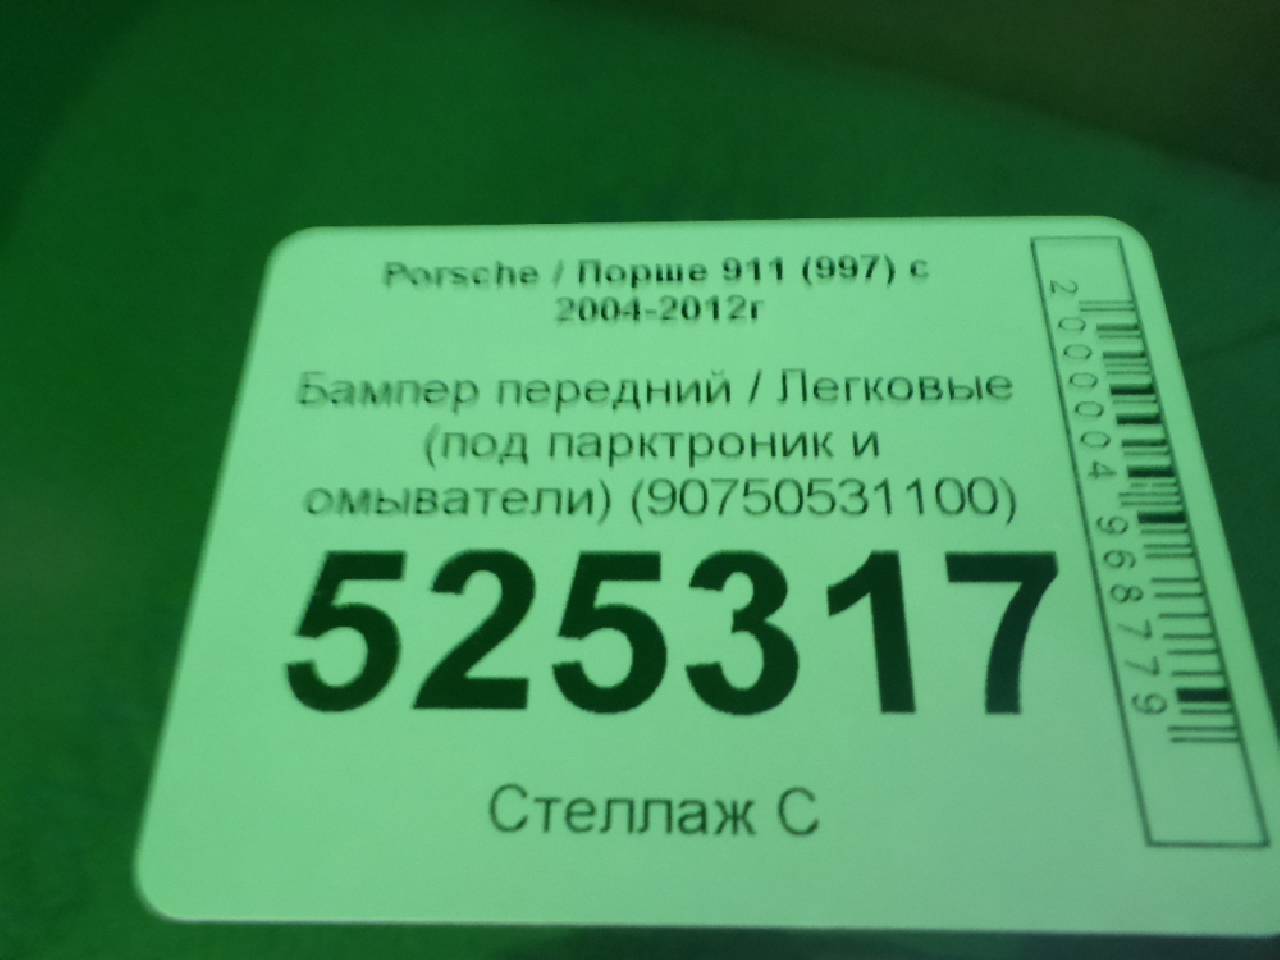 Porsche / Порше 911 (997) с
2004-2012г
Бампер передний / Легковые
(под парктроник и
омыватели) (90750531100)
525317
Стеллаж С
2000004968779